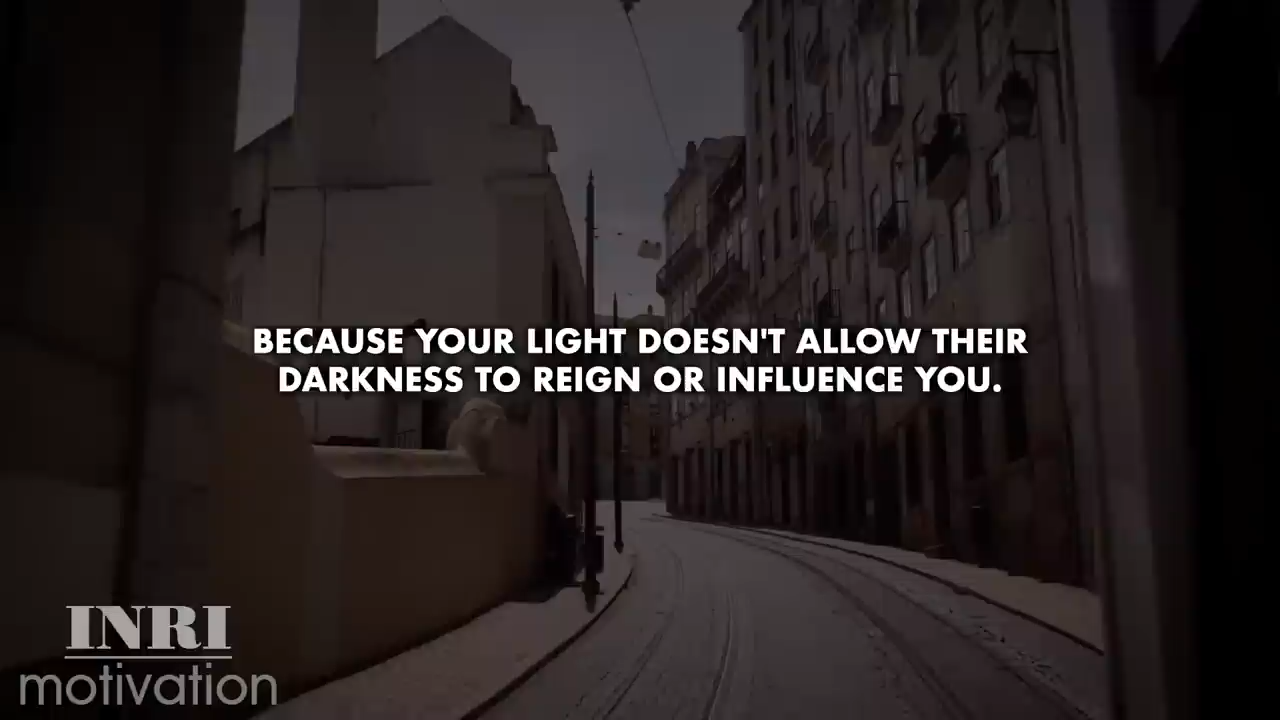 BECAUSE YOUR LIGHT DOESN'T ALLOW THEIR
DARKNESS TO REIGN OR INFLUENCE YOU.
INRI
motivation